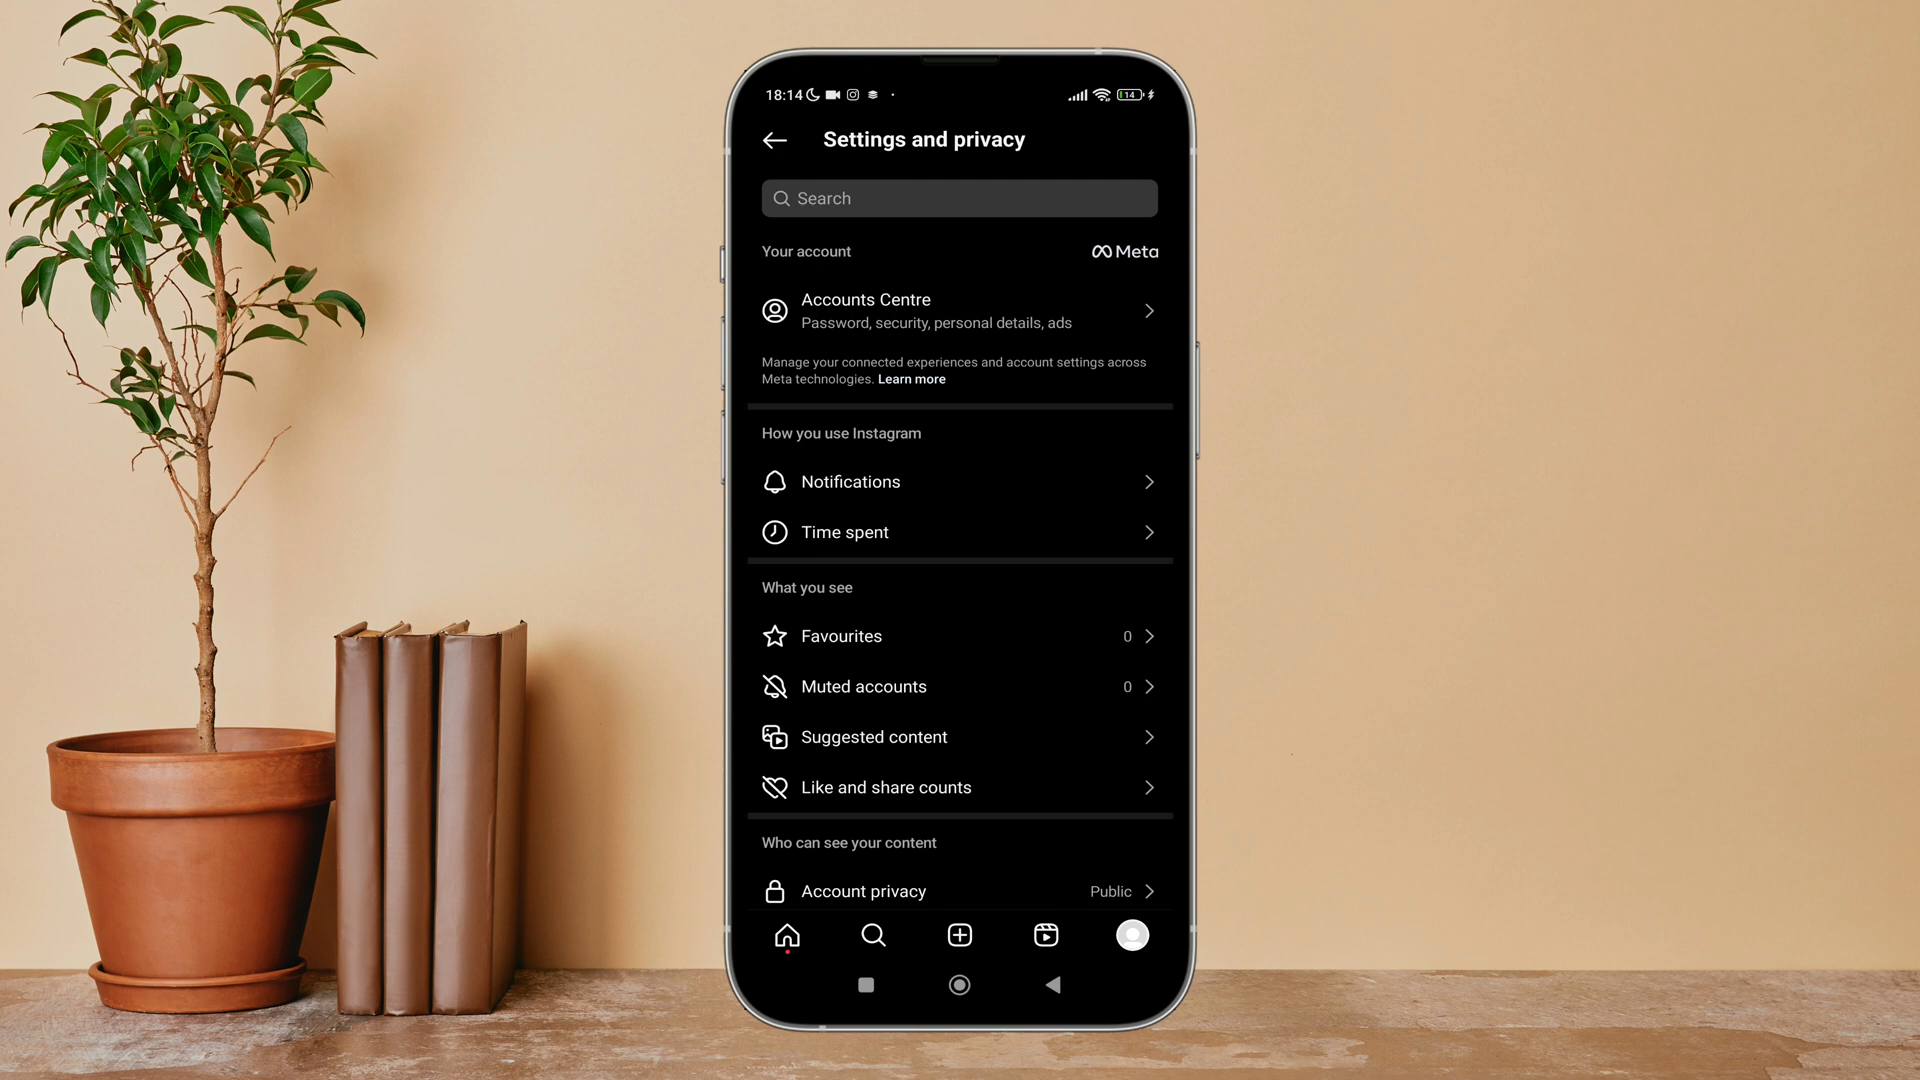 18:14
14
Settings and privacy
Search
Your account
Meta
Accounts Centre
Password, security, personal details, ads
Manage your connected experiences and account settings across
Meta technologies. Learn more
How you use Instagram
Notifications
Time spent
What you see
Favourites 0
Muted accounts 0
Suggested content
Like and share counts
Who can see your content
Account privacy Public